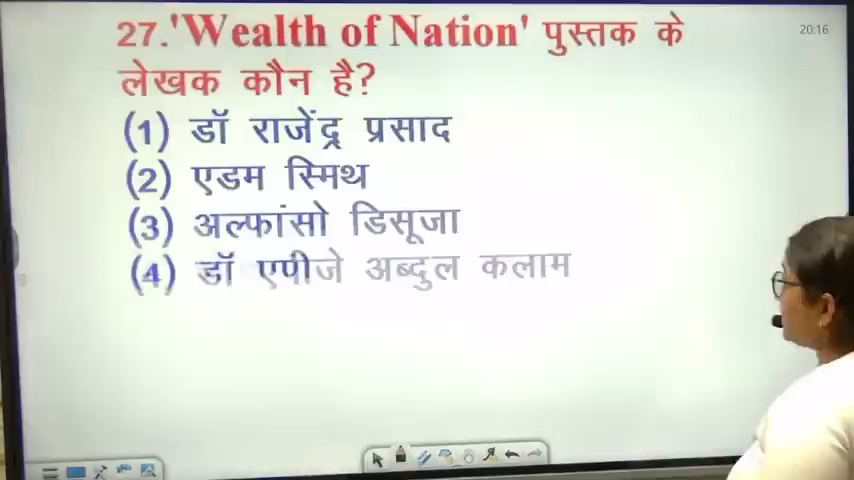 20:16
27.'Wealth of Nation' पुस्तक के
लेखक कौन है?
(1) डॉ राजेंद्र प्रसाद
(2) एडम स्मिथ
(3) अल्फांसो डिसूजा
(4) डॉ एपीजे अब्दुल कलाम